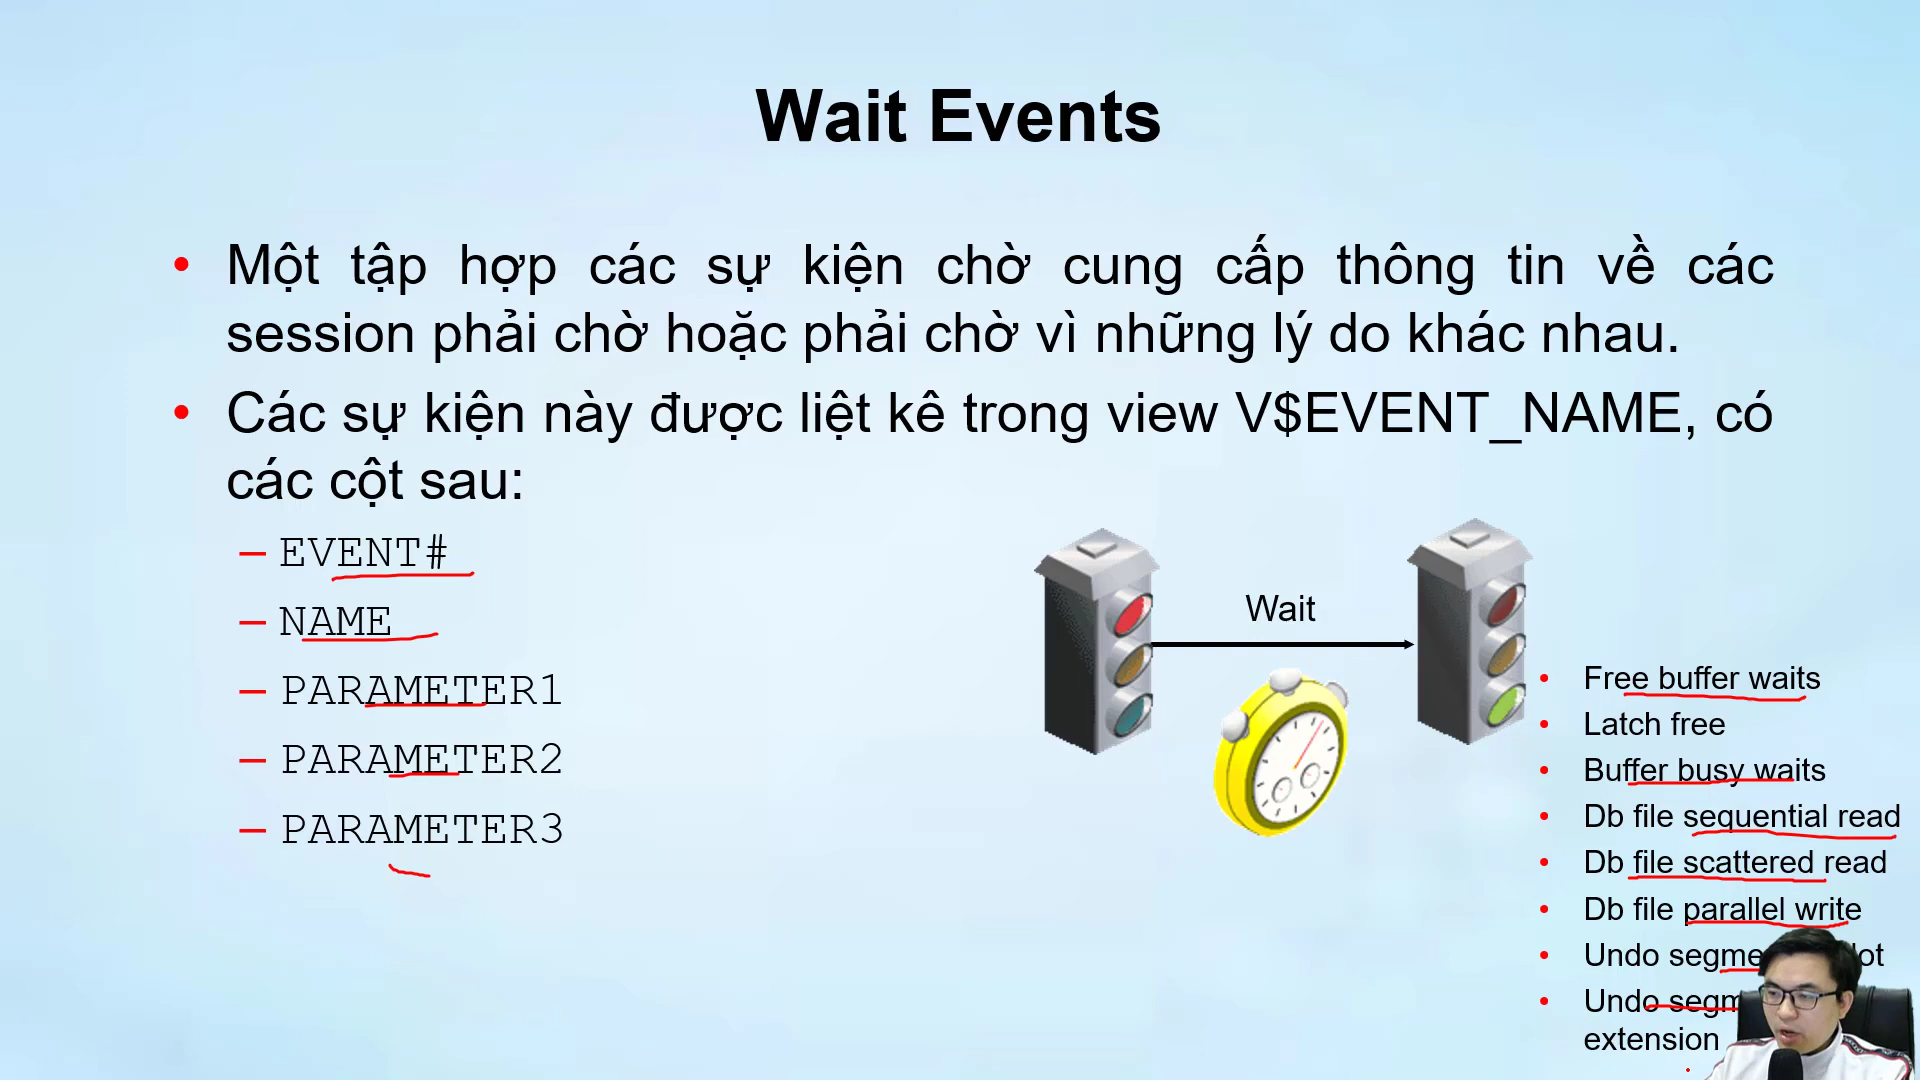 Wait Events
• Một tập hợp các sự kiện chờ cung cấp thông tin về các
session phải chờ hoặc phải chờ vì những lý do khác nhau.
• Các sự kiện này được liệt kê trong view V$EVENT_NAME, có
các cột sau:
– EVENT#
– NAME
– PARAMETER1
– PARAMETER2
– PARAMETER3
Wait
• Free buffer waits
• Latch free
• Buffer busy waits
• Db file sequential read
• Db file scattered read
• Db file parallel write
• Undo
• Undo
extension